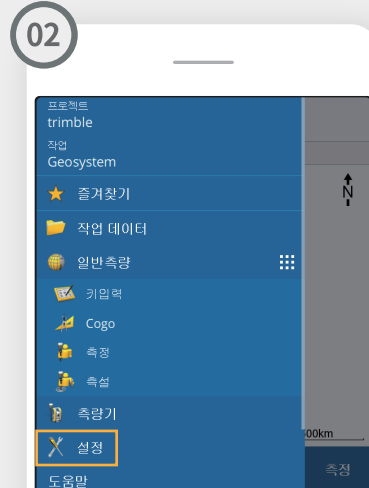 02
프로젝트
trimble
작업
Geosystem
즐겨찾기
N
작업 데이터
일반측량
키입력
Cogo
측정
측설
측량기
00km
설정
측정
도움말